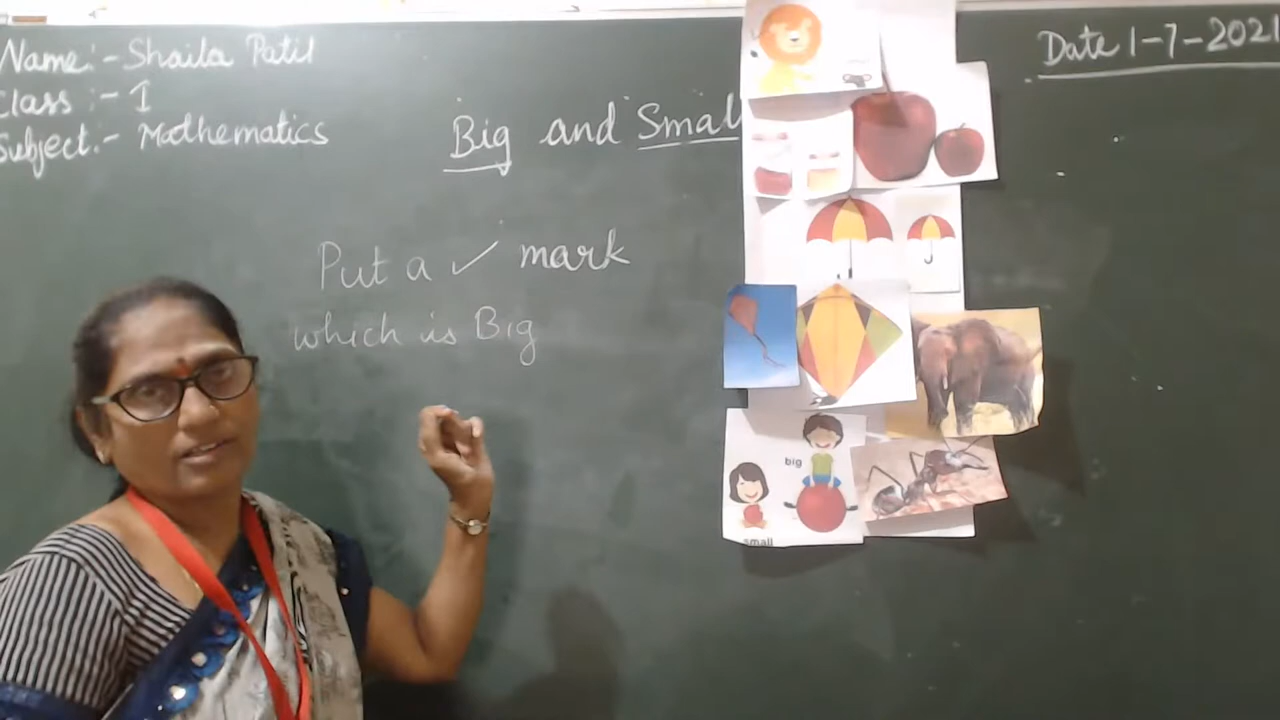 Name:- Shaila Patil
Class :- I
Subject:- Mathematics
Date 1-7-2021
Big and Small
Put a ✓ mark
which is Big
big
small